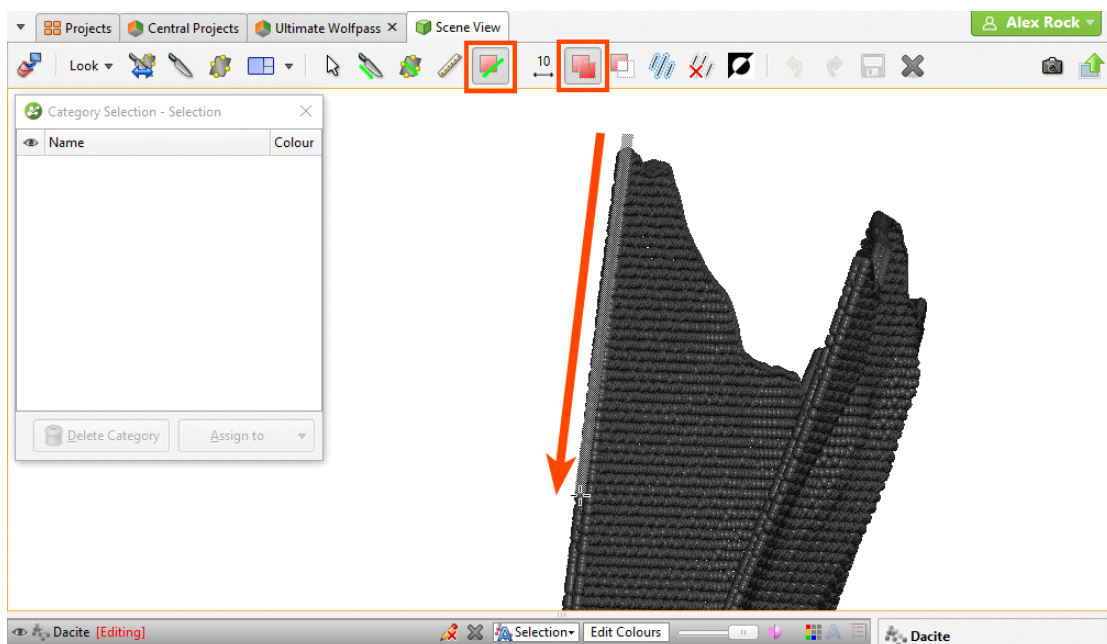 Projects
Central Projects
Ultimate Wolfpass
Scene View
Alex Rock
Look
10
Category Selection - Selection
Name
Colour
Delete Category
Assign to
Dacite [Editing]
Selection
Edit Colours
Dacite